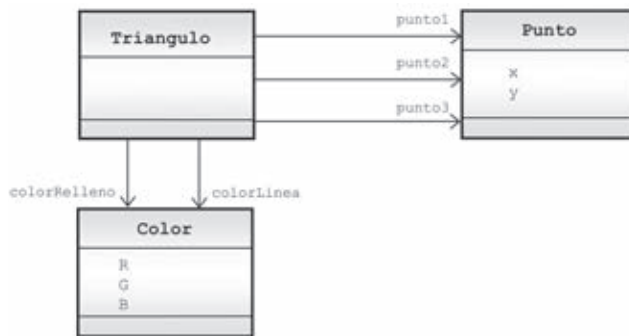 Triangulo
punto1
punto2
punto3
Punto
x
y
colorRelleno
colorLinea
Color
R
G
B